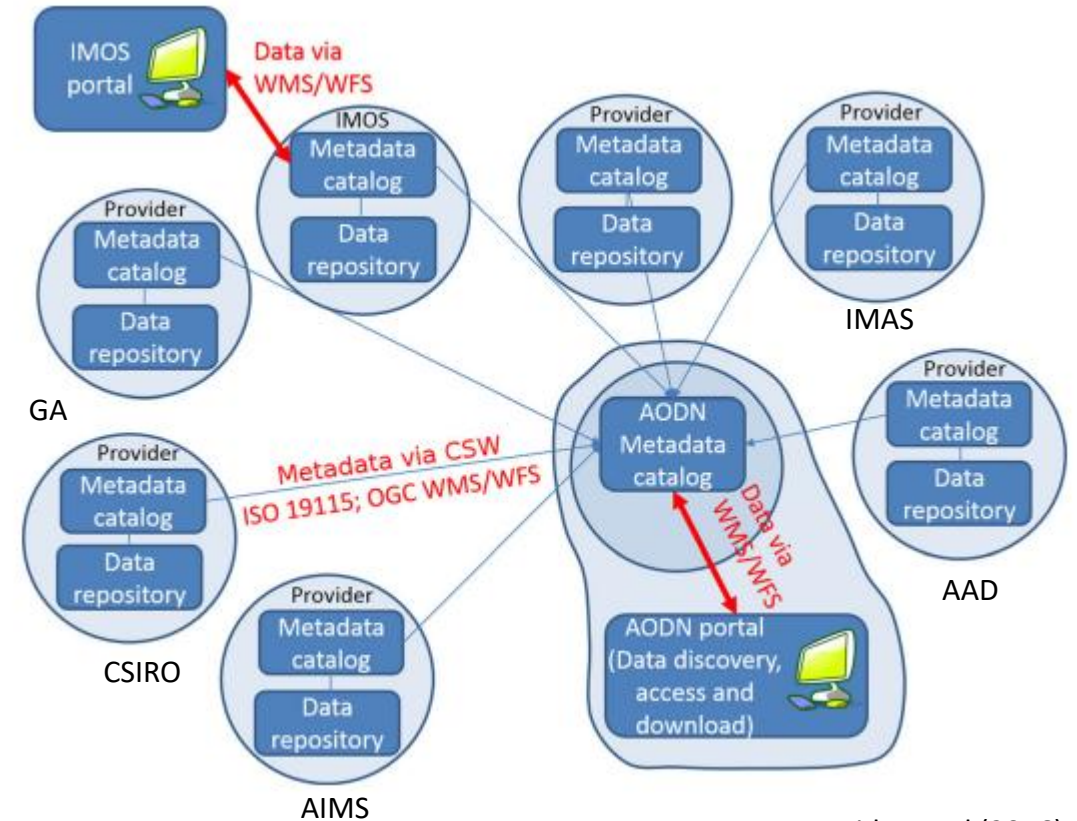 IMOS
portal
Data via
WMS/WFS
IMOS
Metadata
catalog
Data
repository
Provider
Metadata
catalog
Data
repository
Provider
Metadata
catalog
Data
repository
IMAS
Provider
Metadata
catalog
Data
repository
GA
Provider
Metadata
catalog
Data
repository
AAD
AODN
Metadata
catalog
Data via
WMS/WFS
AODN portal
(Data discovery,
access and
download)
Provider
Metadata
catalog
Data
repository
CSIRO
Metadata via CSW
ISO 19115; OGC WMS/WFS
Provider
Metadata
catalog
Data
repository
AIMS